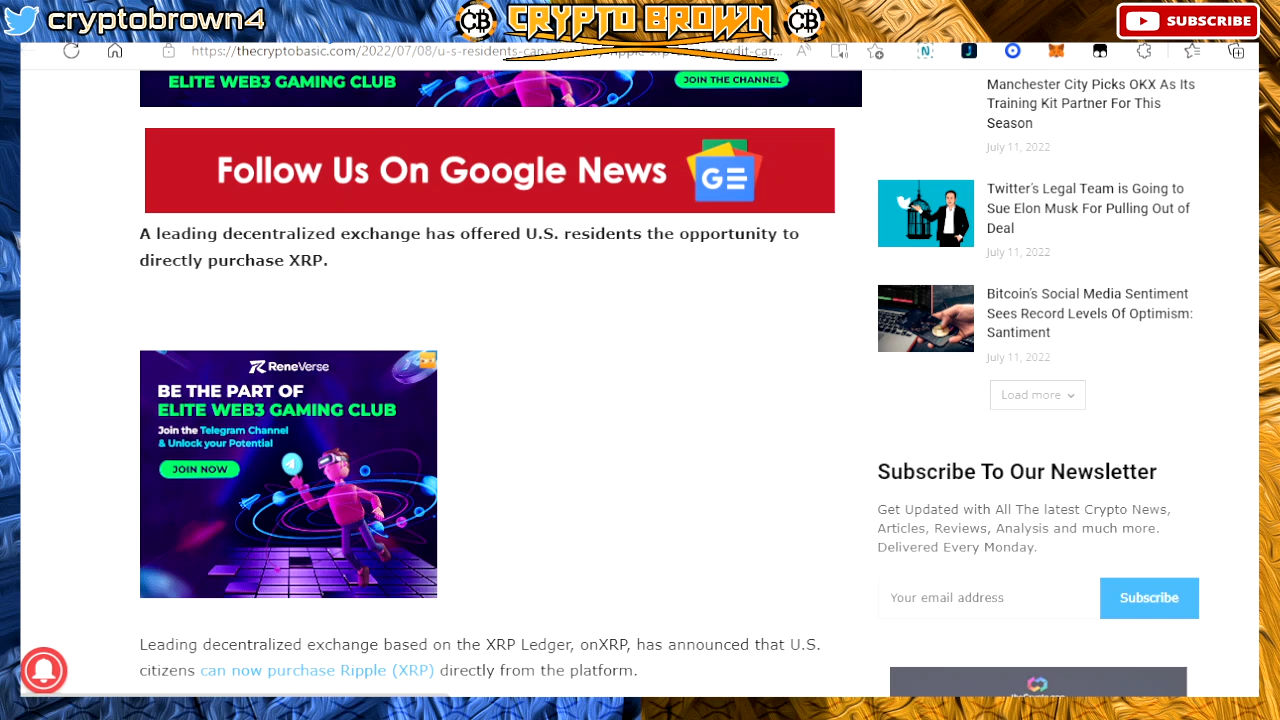 cryptobrown4
CRYPTO BROWN
SUBSCRIBE
https://thecryptobasic.com/2022/07/08/u-s-residents-can-now
credit-car...
ELITE WEB3 GAMING CLUB
JOIN THE CHANNEL
Follow Us On Google News
GE
A leading decentralized exchange has offered U.S. residents the opportunity to
directly purchase XRP.
ReneVerse
BE THE PART OF
ELITE WEB3 GAMING CLUB
Join the Telegram Channel
& Unlock your Potential
JOIN NOW
Leading decentralized exchange based on the XRP Ledger, onXRP, has announced that U.S.
citizens can now purchase Ripple (XRP) directly from the platform.
Manchester City Picks OKX As Its
Training Kit Partner For This
Season
July 11, 2022
Twitter's Legal Team is Going to
Sue Elon Musk For Pulling Out of
Deal
July 11, 2022
Bitcoin's Social Media Sentiment
Sees Record Levels Of Optimism:
Santiment
July 11, 2022
Load more
Subscribe To Our Newsletter
Get Updated with All The latest Crypto News,
Articles, Reviews, Analysis and much more.
Delivered Every Monday.
Your email address
Subscribe